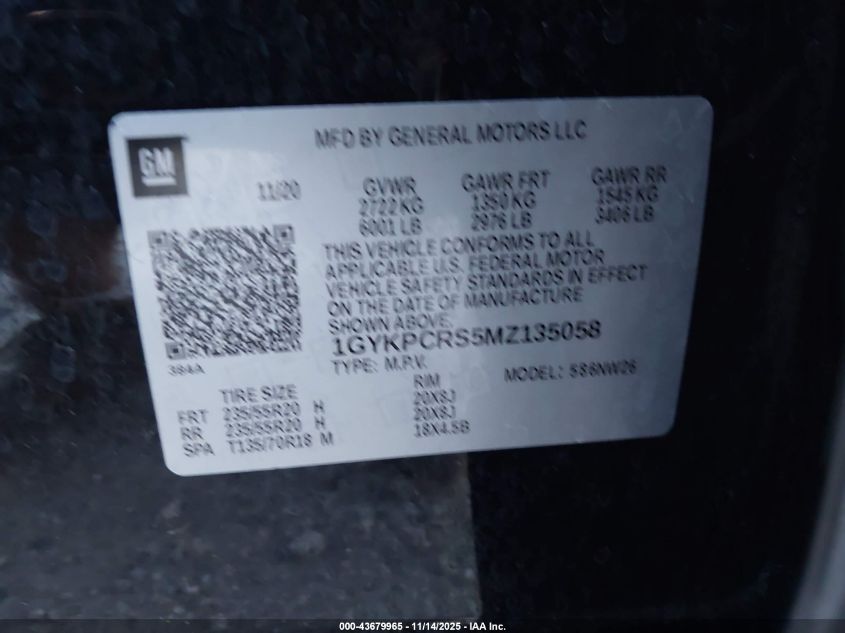 GM
MFD BY GENERAL MOTORS LLC
11/20
GVWR GAWR FRT GAWR RR
2722 KG 1350 KG 1545 KG
6001 LB 2976 LB 3406 LB
THIS VEHICLE CONFORMS TO ALL
APPLICABLE U.S. FEDERAL MOTOR
VEHICLE SAFETY STANDARDS IN EFFECT
ON THE DATE OF MANUFACTURE
SHOWN ABOVE.
1GYKPCRS5MZ135058
TYPE: M.P.V. MODEL: 5S6NW26
384A
TIRE SIZE RIM
FRT 235/55R20 H 20X8J
RR 235/55R20 H 20X8J
SPA T135/70R18 M 18X4.5B
000-43679965 - 11/14/2025 - IAA Inc.